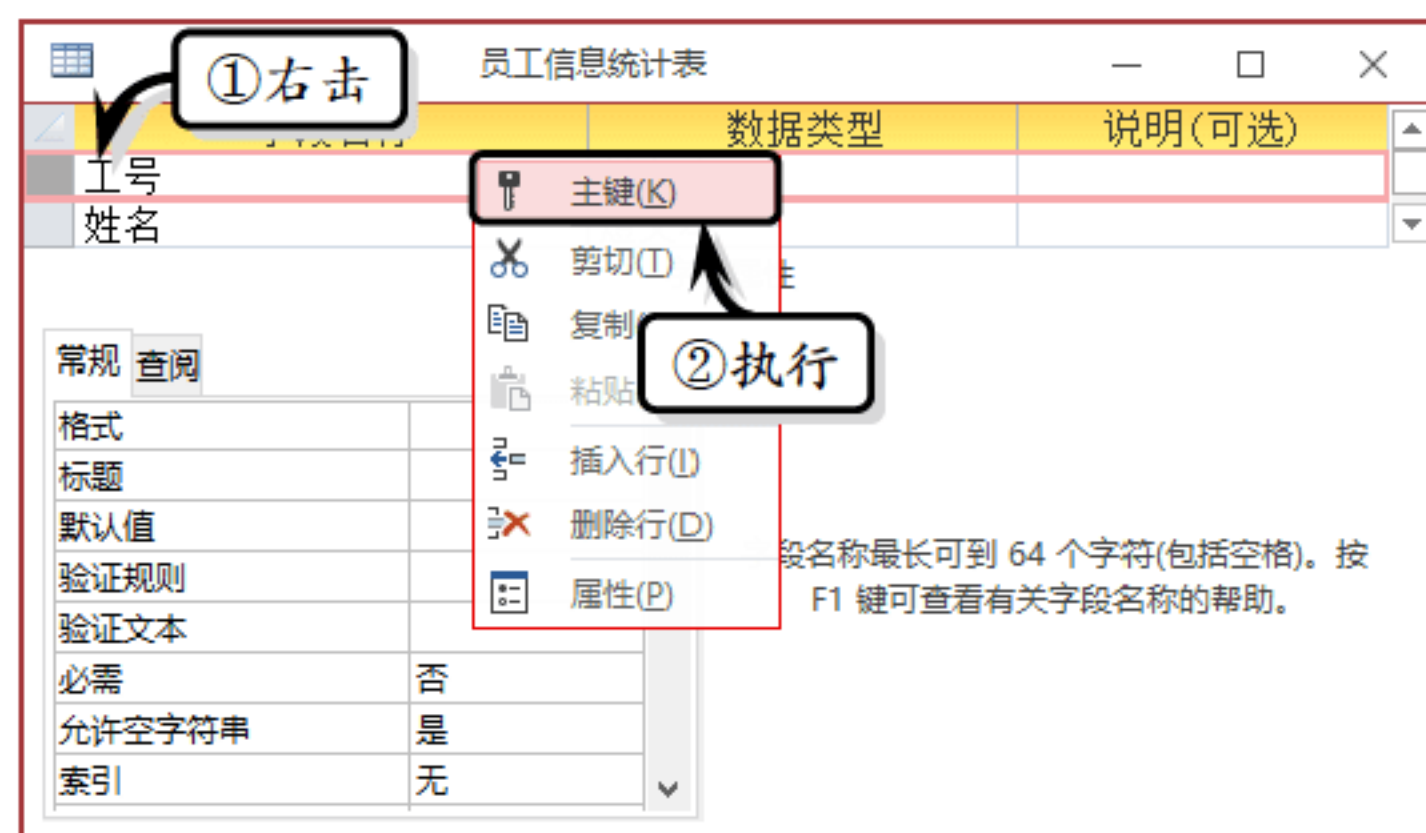 员工信息统计表
①右击
数据类型 说明(可选)
工号
姓名
主键(K)
剪切(T)
复制
②执行
粘贴
插入行(I)
删除行(D)
属性(P)
常规 查阅
格式
标题
默认值
验证规则
验证文本
必需 否
允许空字符串 是
索引 无
段名称最长可到 64 个字符(包括空格)。按
F1 键可查看有关字段名称的帮助。